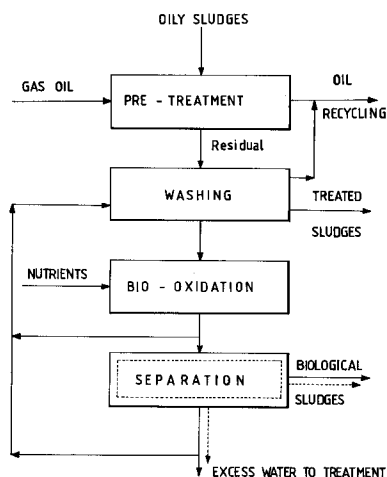 OILY SLUDGES
GAS OIL
PRE - TREATMENT
OIL
RECYCLING
Residual
WASHING
TREATED
SLUDGES
NUTRIENTS
BIO - OXIDATION
SEPARATION
BIOLOGICAL
SLUDGES
EXCESS WATER TO TREATMENT